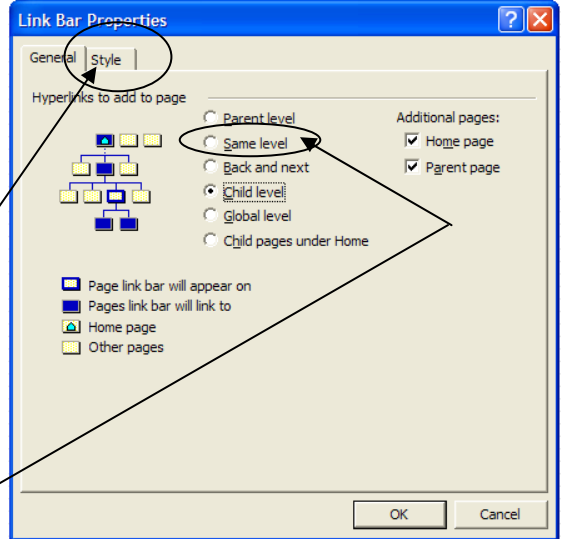 Link Bar Properties
General Style
Hyperlinks to add to page
Parent level
Same level
Back and next
Child level
Global level
Child pages under Home
Additional pages:
Home page
Parent page
Page link bar will appear on
Pages link bar will link to
Home page
Other pages
OK Cancel